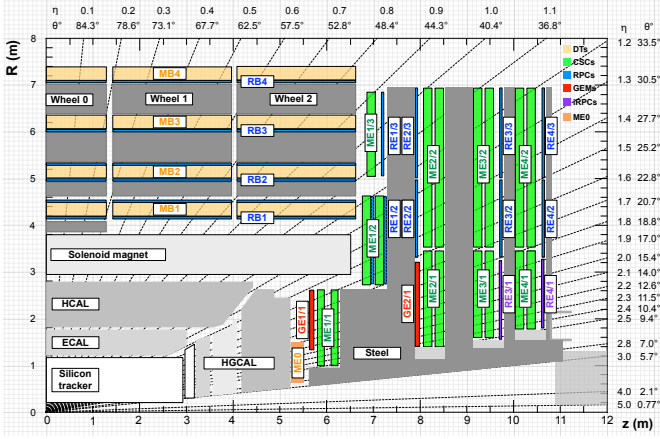 η 0.1 0.2 0.3 0.4 0.5 0.6 0.7 0.8 0.9 1.0 1.1 η θ°
θ° 84.3° 78.6° 73.1° 67.7° 62.5° 57.5° 52.8° 48.4° 44.3° 40.4° 36.8°
R (m)
8
7
6
5
4
3
2
1
0
1.2 33.5°
1.3 30.5°
1.4 27.7°
1.5 25.2°
1.6 22.8°
1.7 20.7°
1.8 18.8°
1.9 17.0°
2.0 15.4°
2.1 14.0°
2.2 12.6°
2.3 11.5°
2.4 10.4°
2.5 9.4°
2.8 7.0°
3.0 5.7°
4.0 2.1°
5.0 0.77°
DTs
CSCs
RPCs
GEMs
iRPCs
ME0
MB4
RB4
Wheel 0
Wheel 1
Wheel 2
MB3
RB3
MB2
RB2
MB1
RB1
Solenoid magnet
HCAL
ECAL
Silicon
tracker
HGCAL
Steel
ME0
GE1/1
ME1/1
ME1/2
ME1/3
RE1/3
RE2/3
RE1/2
RE2/2
GE2/1
ME2/2
ME2/1
ME3/2
ME3/1
RE3/3
RE3/2
RE3/1
ME4/2
ME4/1
RE4/3
RE4/2
RE4/1
0 1 2 3 4 5 6 7 8 9 10 11 12
z (m)